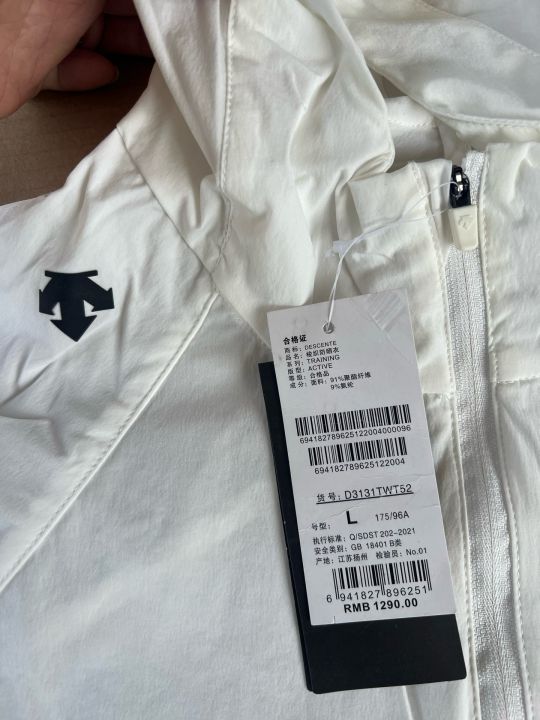 合格证
商标: DESCENTE
品名: 梭织防晒衣
系列: TRAINING
版型: ACTIVE
等级: 合格品
成分: 面料: 91%聚酯纤维
9%氨纶
694182789625122004000096
694182789625122004
货号: D3131TWT52
号型: L 175/96A
执行标准: Q/SDST 202-2021
安全类别: GB 18401 B类
产地: 江苏扬州 检验员: No.01
6 941827 896251
RMB 1290.00